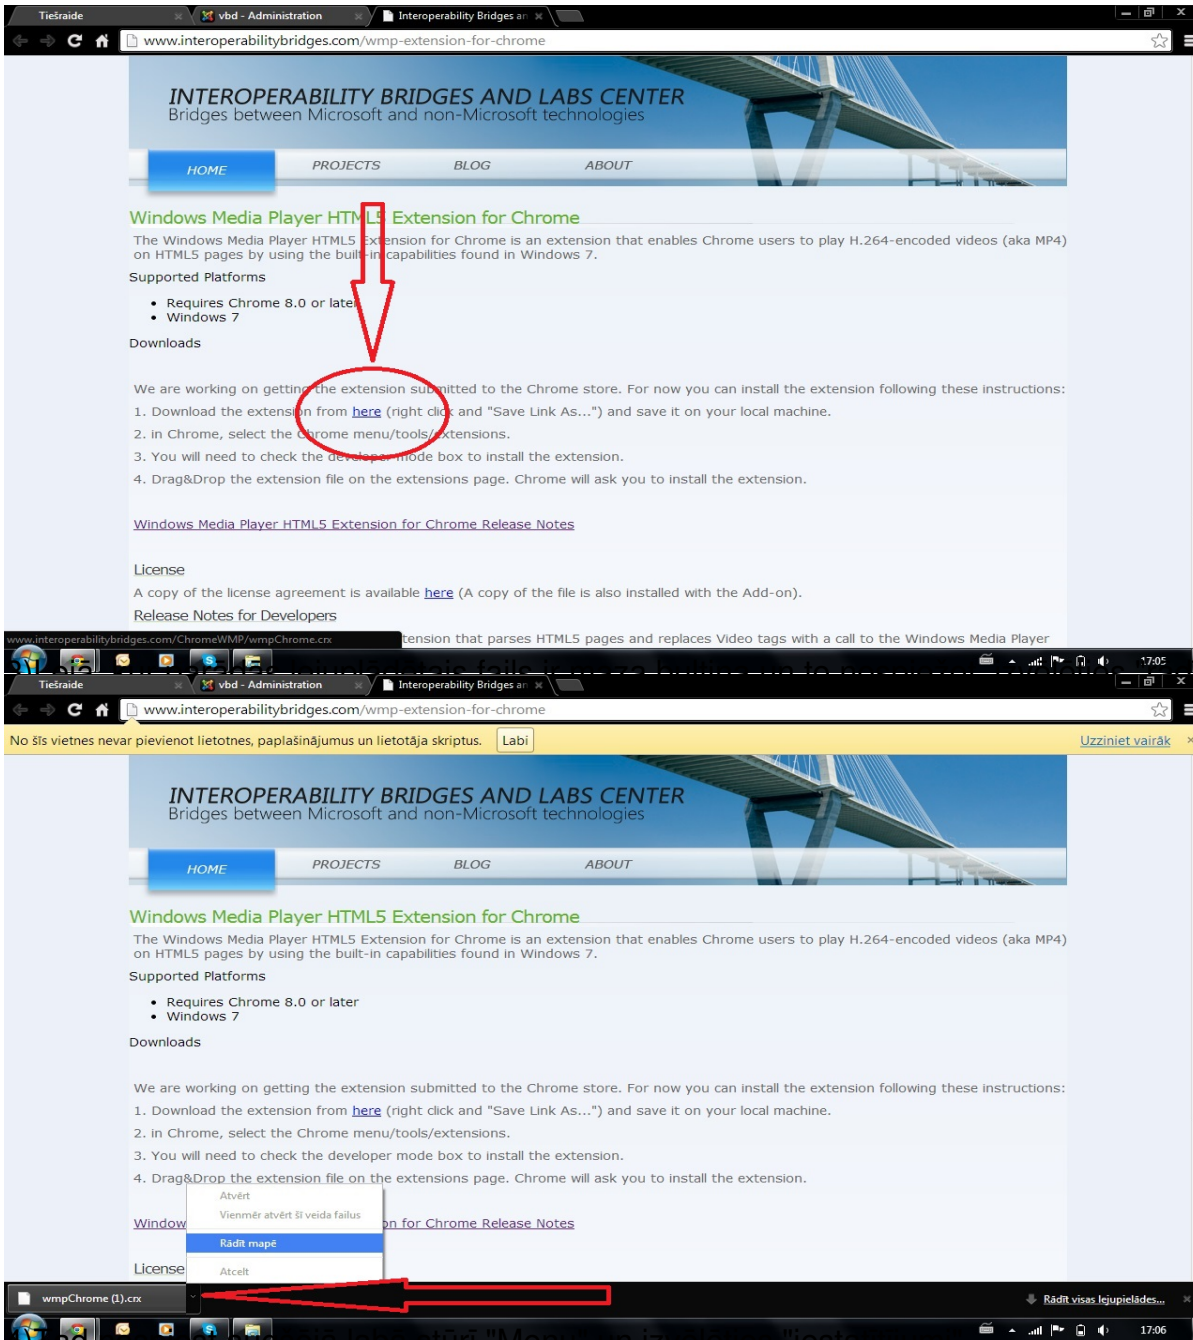 Tiešraide
vbd - Administration
Interoperability Bridges an
www.interoperabilitybridges.com/wmp-extension-for-chrome
INTEROPERABILITY BRIDGES AND LABS CENTER
Bridges between Microsoft and non-Microsoft technologies
HOME PROJECTS BLOG ABOUT
Windows Media Player HTML5 Extension for Chrome
The Windows Media Player HTML5 Extension for Chrome is an extension that enables Chrome users to play H.264-encoded videos (aka MP4)
on HTML5 pages by using the built-in capabilities found in Windows 7.
Supported Platforms
• Requires Chrome 8.0 or later
• Windows 7
Downloads
We are working on getting the extension submitted to the Chrome store. For now you can install the extension following these instructions:
1. Download the extension from here (right click and "Save Link As...") and save it on your local machine.
2. in Chrome, select the Chrome menu/tools/extensions.
3. You will need to check the developer mode box to install the extension.
4. Drag&Drop the extension file on the extensions page. Chrome will ask you to install the extension.
Windows Media Player HTML5 Extension for Chrome Release Notes
License
A copy of the license agreement is available here (A copy of the file is also installed with the Add-on).
Release Notes for Developers
www.interoperabilitybridges.com/ChromeWMP/wmpChrome.crx
tension that parses HTML5 pages and replaces Video tags with a call to the Windows Media Player
17:05
lejuplādētais fails ir maza bultiņa un to
Tiešraide
vbd - Administration
Interoperability Bridges an
www.interoperabilitybridges.com/wmp-extension-for-chrome
No šīs vietnes nevar pievienot lietotnes, paplašinājumus un lietotāja skriptus. Labi Uzziniet vairāk
INTEROPERABILITY BRIDGES AND LABS CENTER
Bridges between Microsoft and non-Microsoft technologies
HOME PROJECTS BLOG ABOUT
Windows Media Player HTML5 Extension for Chrome
The Windows Media Player HTML5 Extension for Chrome is an extension that enables Chrome users to play H.264-encoded videos (aka MP4)
on HTML5 pages by using the built-in capabilities found in Windows 7.
Supported Platforms
• Requires Chrome 8.0 or later
• Windows 7
Downloads
We are working on getting the extension submitted to the Chrome store. For now you can install the extension following these instructions:
1. Download the extension from here (right click and "Save Link As...") and save it on your local machine.
2. in Chrome, select the Chrome menu/tools/extensions.
3. You will need to check the developer mode box to install the extension.
4. Drag&Drop the extension file on the extensions page. Chrome will ask you to install the extension.
Atvērt
Vienmēr atvērt šī veida failus
Window on for Chrome Release Notes
Rādīt mapē
License
Atcelt
wmpChrome (1).crx
Rādīt visas lejupielādes...
17:06